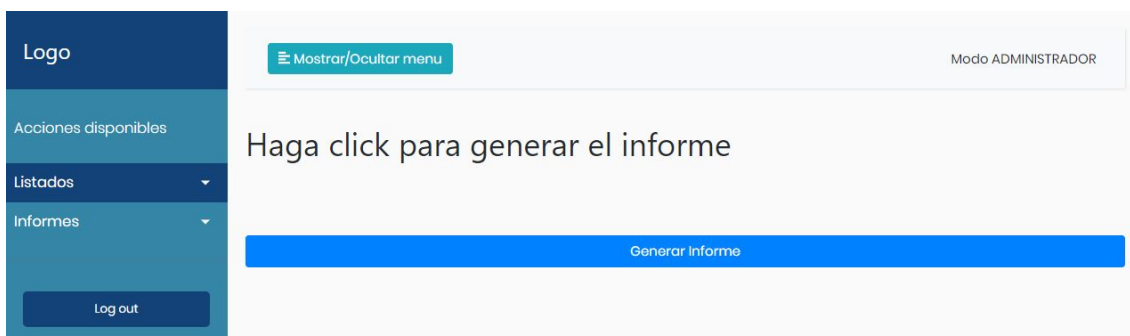 Logo
Mostrar/Ocultar menu
Modo ADMINISTRADOR
Acciones disponibles
Haga click para generar el informe
Listados
Informes
Generar Informe
Log out